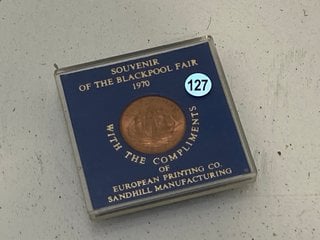 SOUVENIR
OF THE BLACKPOOL FAIR
1970
127
WITH THE COMPLIMENTS
OF
EUROPEAN PRINTING CO.
SANDHILL MANUFACTURING